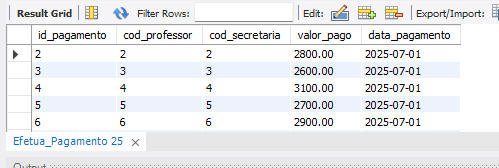 Result Grid Filter Rows: Edit: Export/Import:
id_pagamento cod_professor cod_secretaria valor_pago data_pagamento
2 2 2 2800.00 2025-07-01
3 3 3 2600.00 2025-07-01
4 4 4 3100.00 2025-07-01
5 5 5 2700.00 2025-07-01
6 6 6 2900.00 2025-07-01
Efetua_Pagamento 25